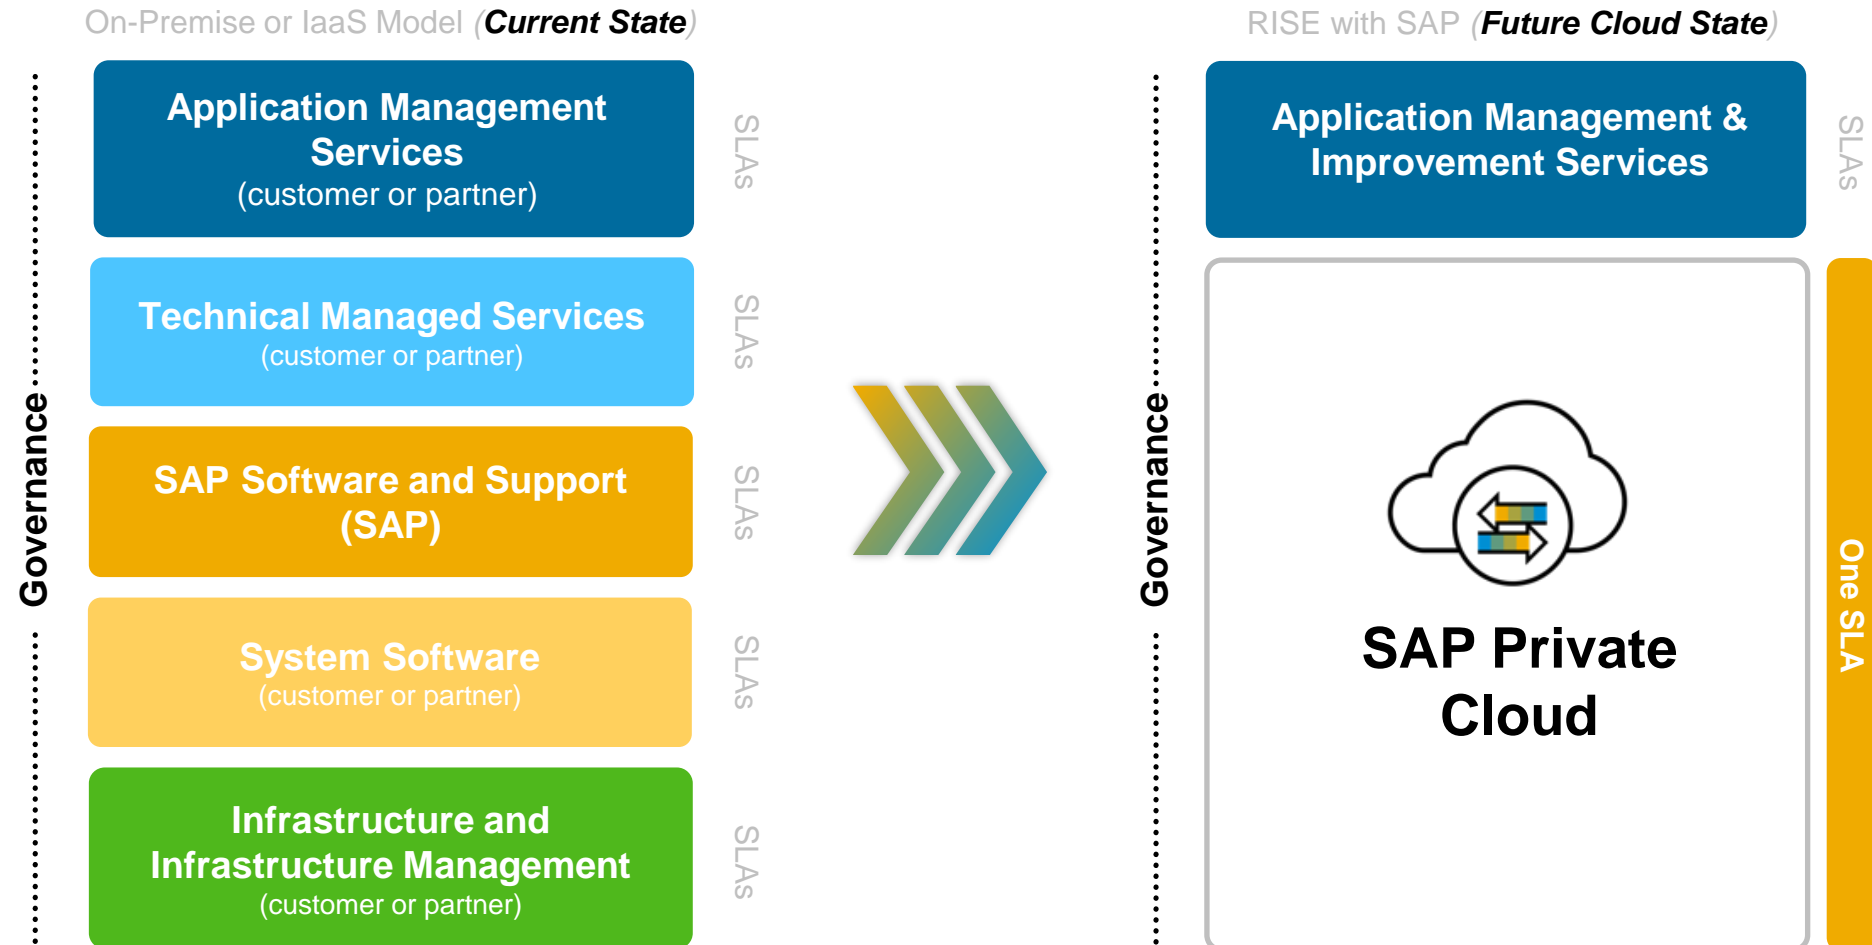 On-Premise or IaaS Model (Current State)
Governance
Application Management
Services
(customer or partner)
SLAs
Technical Managed Services
(customer or partner)
SLAs
SAP Software and Support
(SAP)
SLAs
System Software
(customer or partner)
SLAs
Infrastructure and
Infrastructure Management
(customer or partner)
SLAs
RISE with SAP (Future Cloud State)
Governance
Application Management &
Improvement Services
SLAs
SAP Private
Cloud
One SLA